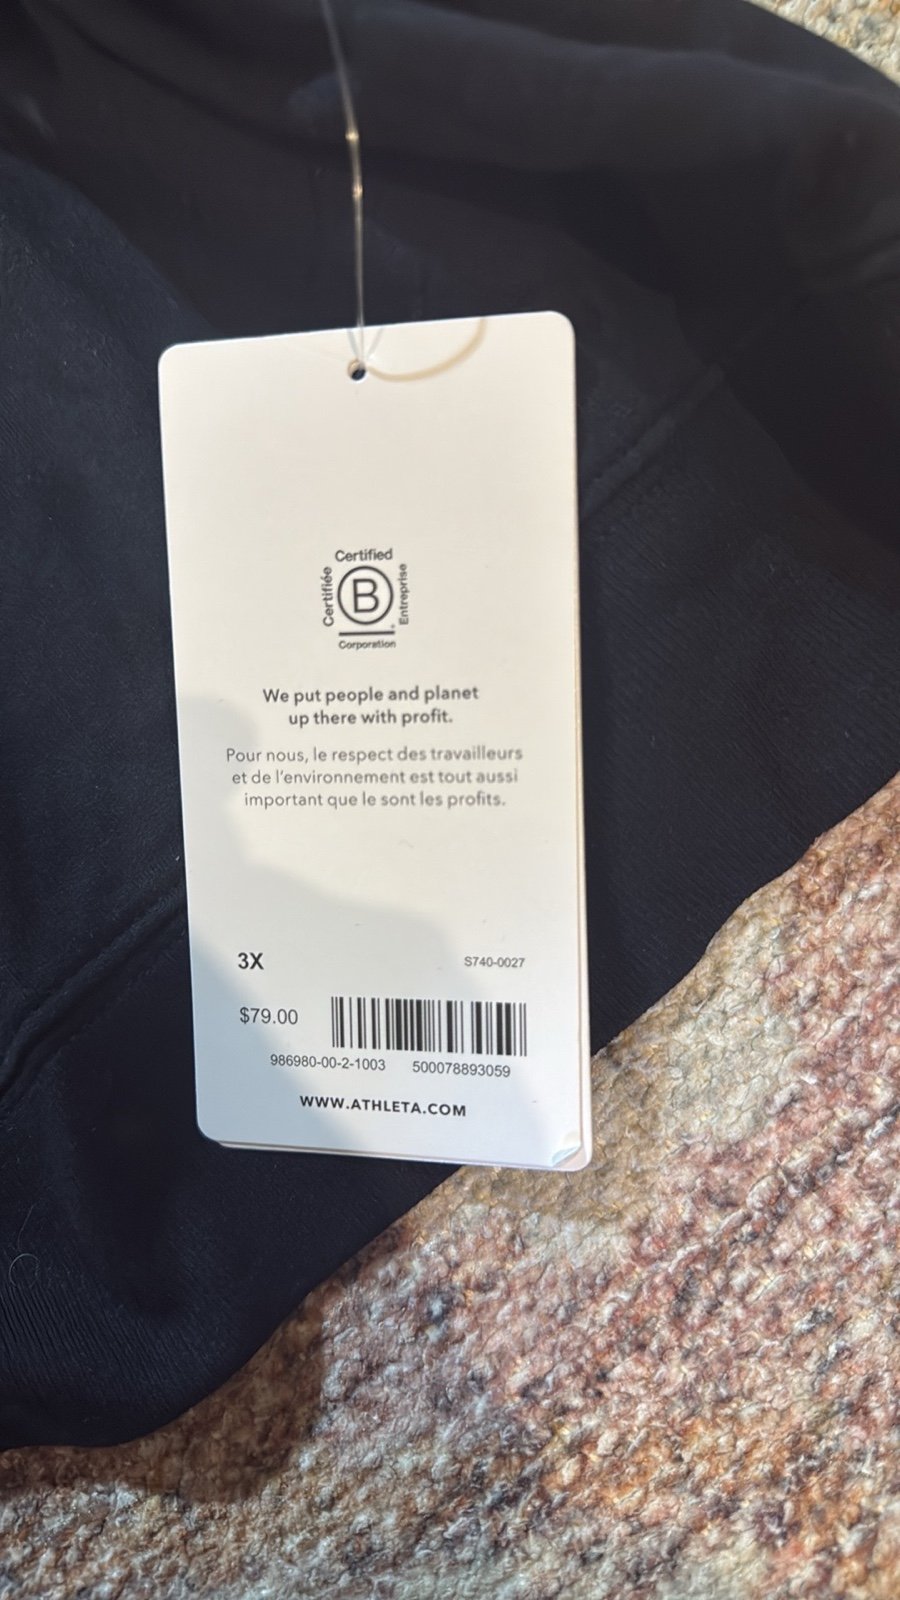 Certified
Certifiée
B
Entreprise
®
Corporation
We put people and planet
up there with profit.
Pour nous, le respect des travailleurs
et de l'environnement est tout aussi
important que le sont les profits.
3X
S740-0027
$79.00
986980-00-2-1003 500078893059
WWW.ATHLETA.COM